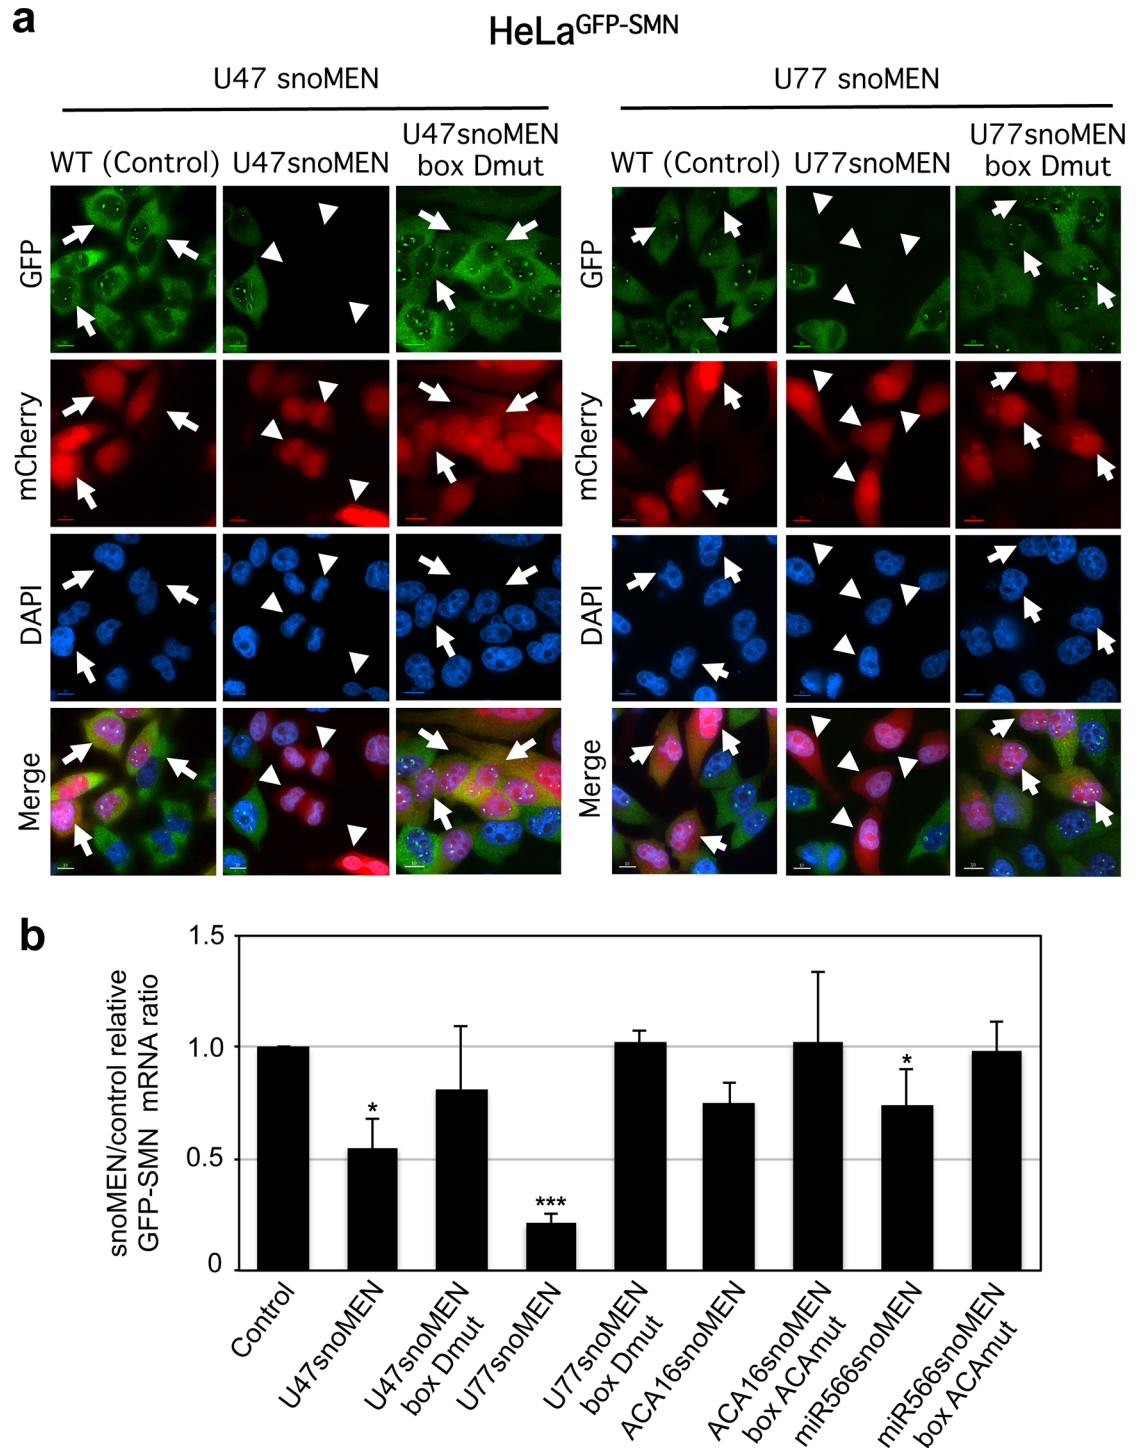 a
HeLaGFP-SMN
U47 snoMEN
U77 snoMEN
WT (Control)
U47snoMEN
U47snoMEN
box Dmut
WT (Control)
U77snoMEN
U77snoMEN
box Dmut
GFP
GFP
mCherry
mCherry
DAPI
DAPI
Merge
Merge
b
snoMEN/control relative
GFP-SMN mRNA ratio
1.5
1.0
0.5
0
*
***
*
Control
U47snoMEN
U47snoMEN
box Dmut
U77snoMEN
U77snoMEN
box Dmut
ACA16snoMEN
ACA16snoMEN
box ACAmut
miR566snoMEN
miR566snoMEN
box ACAmut